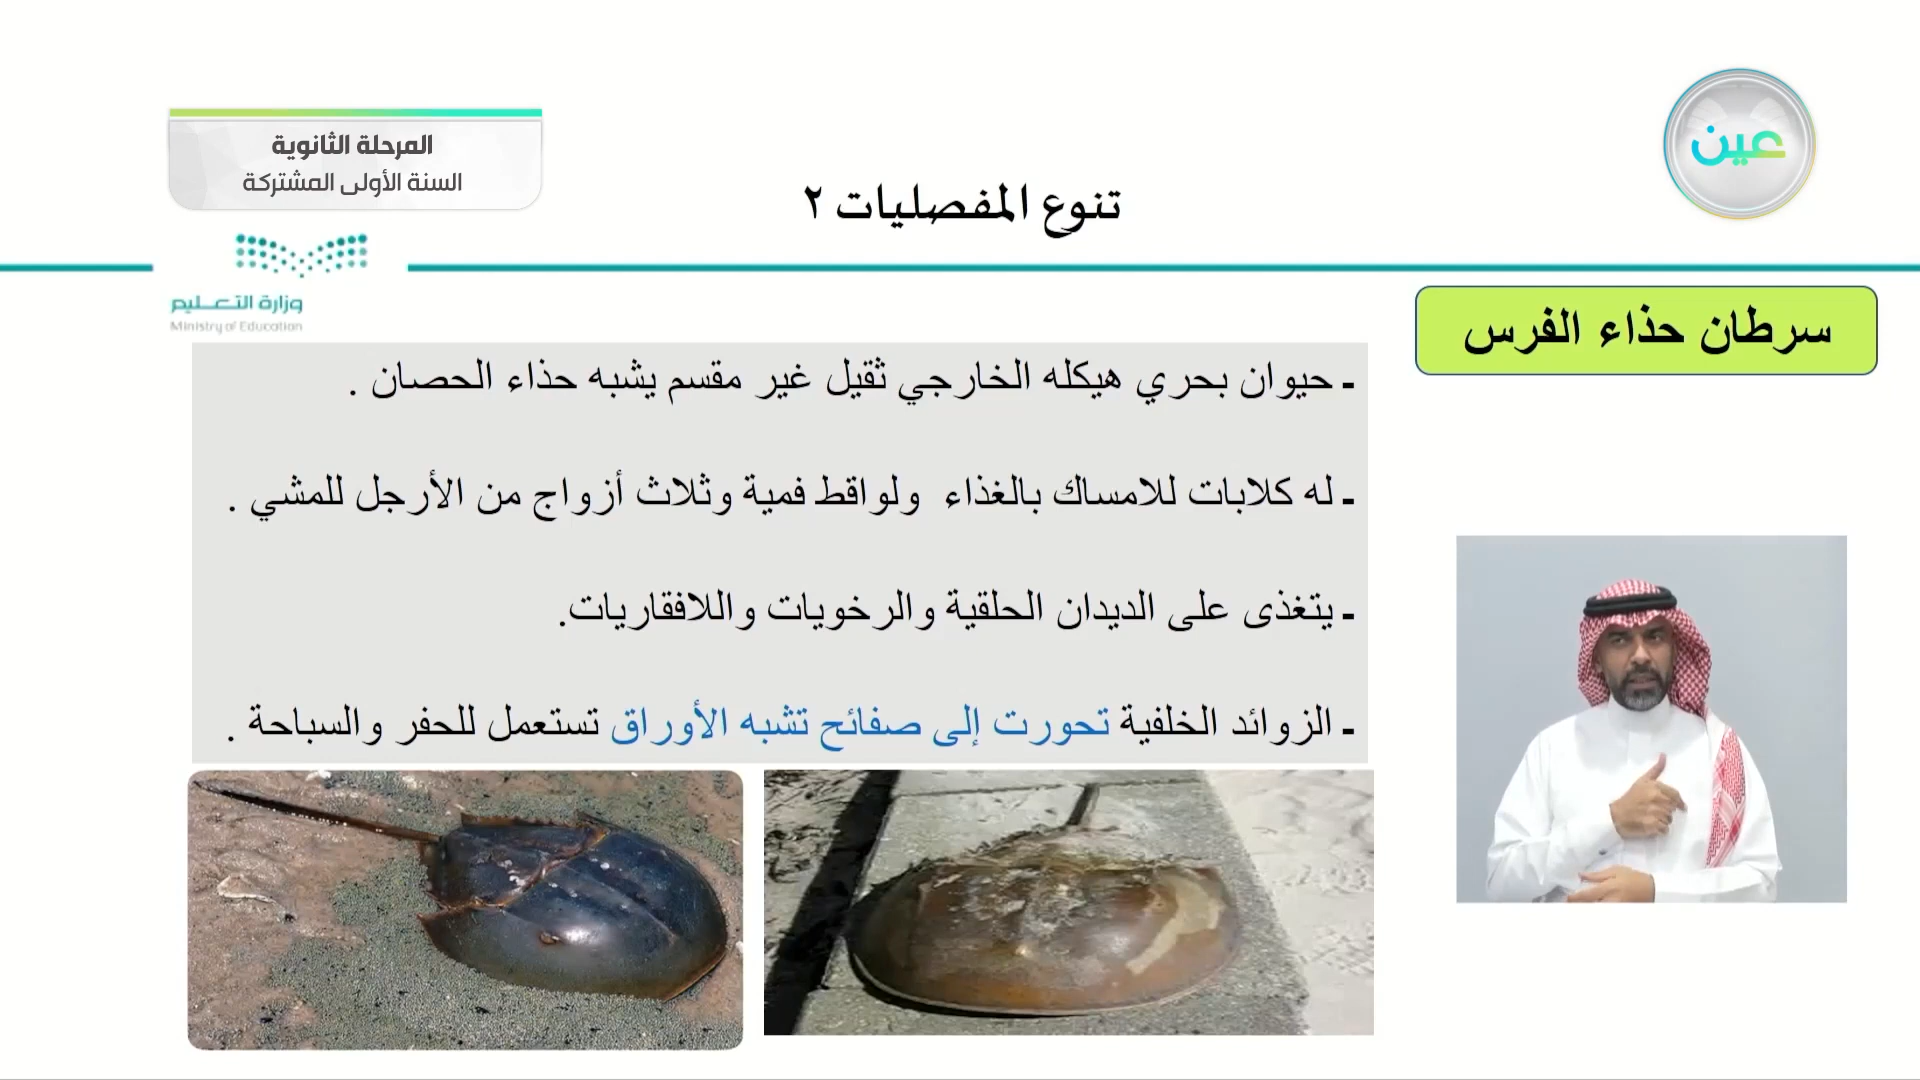 المرحلة الثانوية
السنة الأولى المشتركة
عين
تنوع المفصليات ٢
وزارة التعليم
Ministry of Education
سرطان حذاء الفرس
- حيوان بحري هيكله الخارجي ثقيل غير مقسم يشبه حذاء الحصان .
- له كلابات للامساك بالغذاء ولواقط فمية وثلاث أزواج من الأرجل للمشي .
- يتغذى على الديدان الحلقية والرخويات واللافقاريات.
- الزوائد الخلفية تحورت إلى صفائح تشبه الأوراق تستعمل للحفر والسباحة .